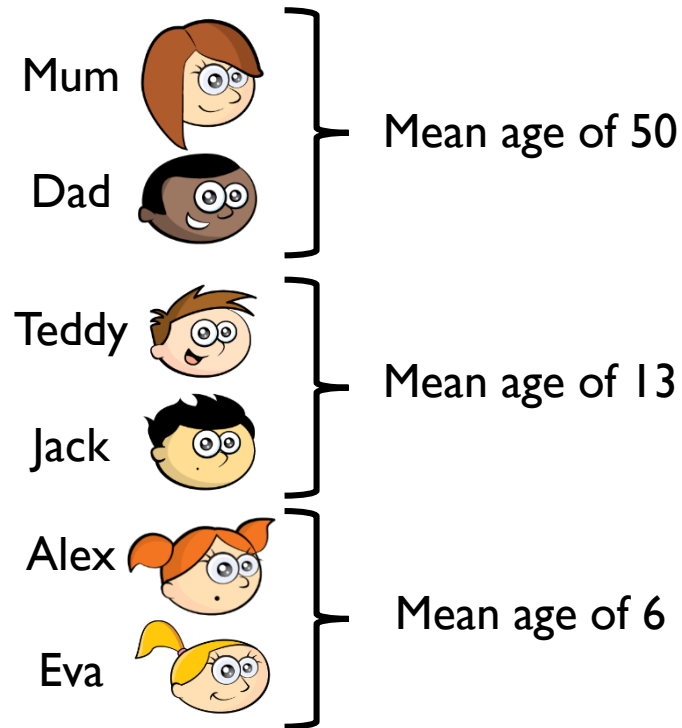 Mum
Dad
Mean age of 50
Teddy
Jack
Mean age of 13
Alex
Eva
Mean age of 6